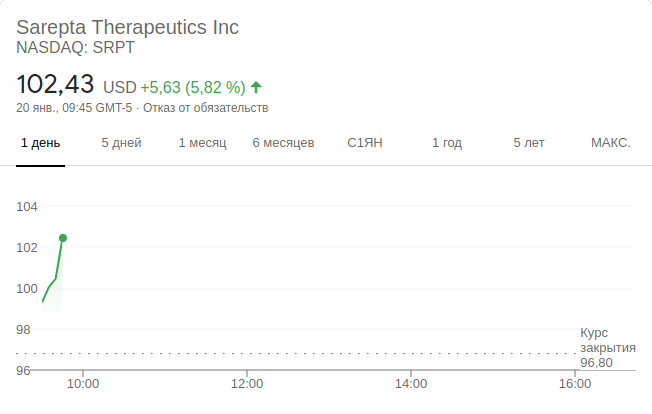 Sarepta Therapeutics Inc
NASDAQ: SRPT
102,43 USD +5,63 (5,82 %)
20 янв., 09:45 GMT-5 · Отказ от обязательств
1 день 5 дней 1 месяц 6 месяцев С1ЯН 1 год 5 лет МАКС.
104
102
100
98
96
Курс
закрытия
96,80
10:00 12:00 14:00 16:00